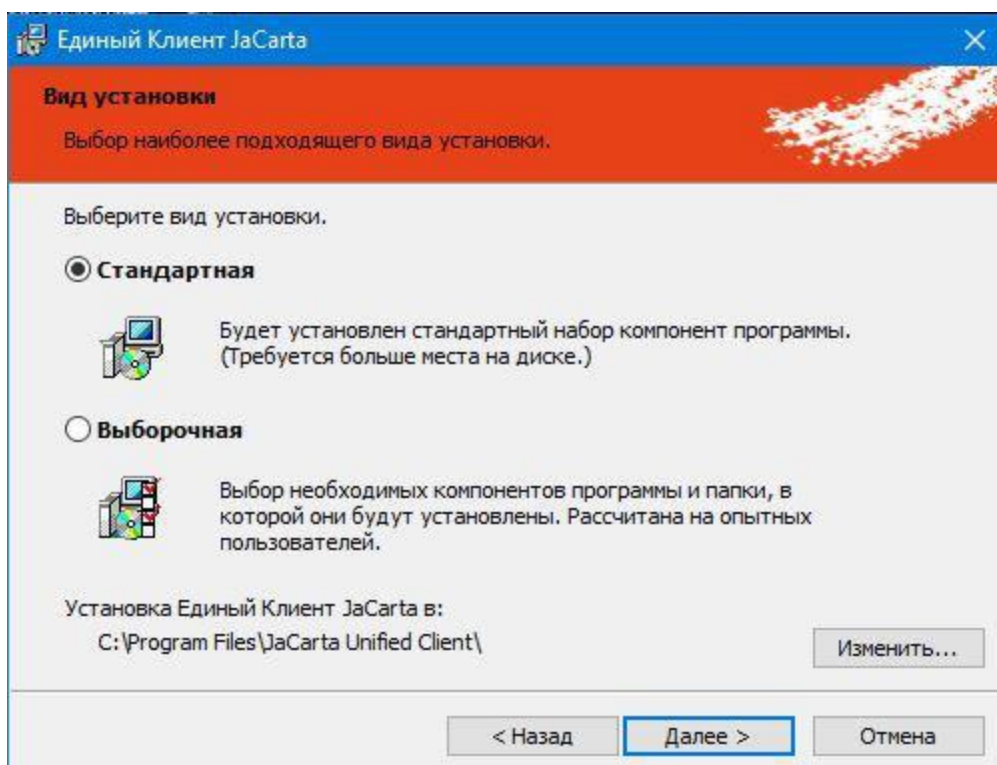 Единый Клиент JaCarta
Вид установки
Выбор наиболее подходящего вида установки.
Выберите вид установки.
Стандартная
Будет установлен стандартный набор компонент программы.
(Требуется больше места на диске.)
Выборочная
Выбор необходимых компонентов программы и папки, в
которой они будут установлены. Рассчитана на опытных
пользователей.
Установка Единый Клиент JaCarta в:
C:\Program Files\JaCarta Unified Client\
Изменить...
< Назад
Далее >
Отмена